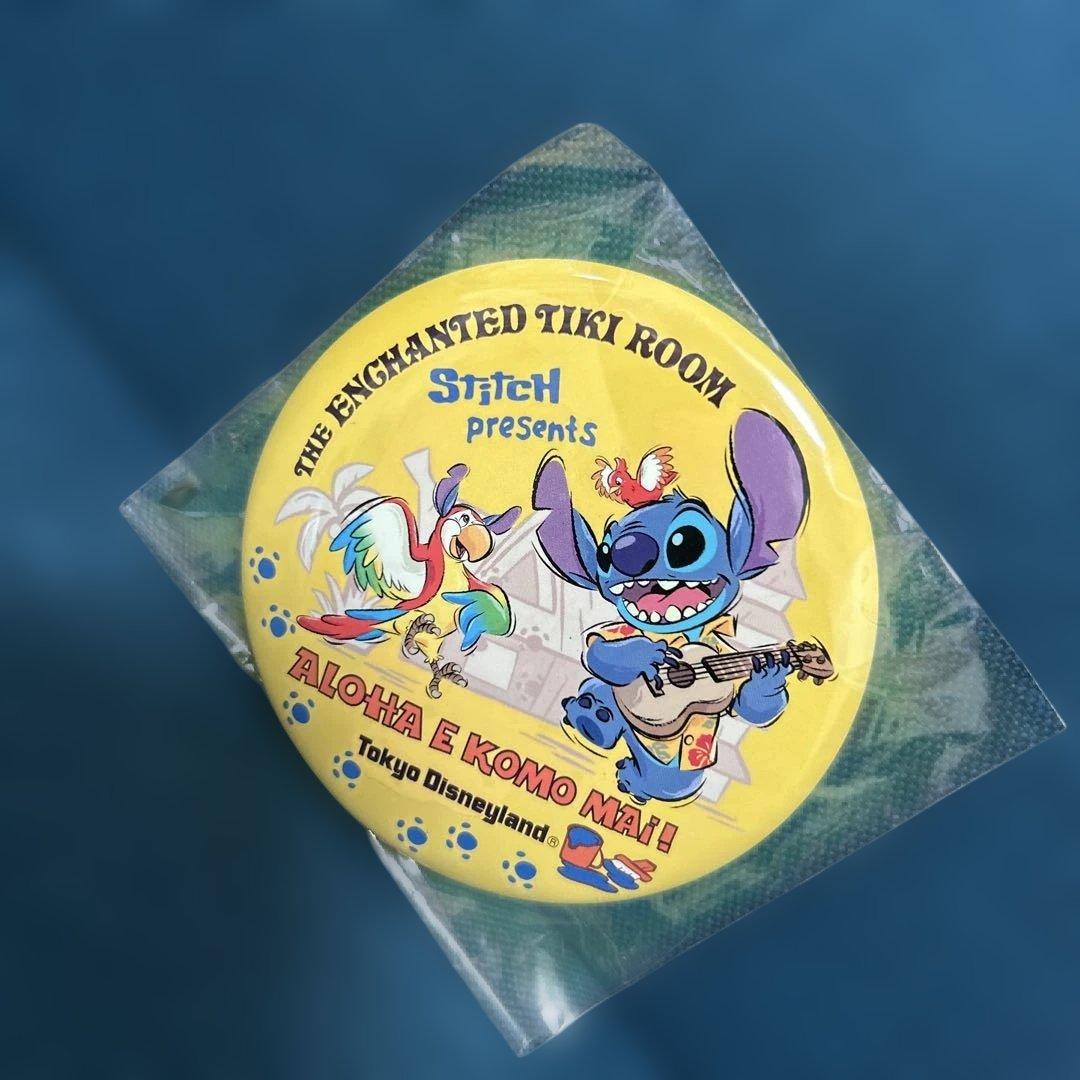 THE ENCHANTED TIKI ROOM
STiTCH
presents
ALOHA E KOMO MAi!
Tokyo Disneyland®